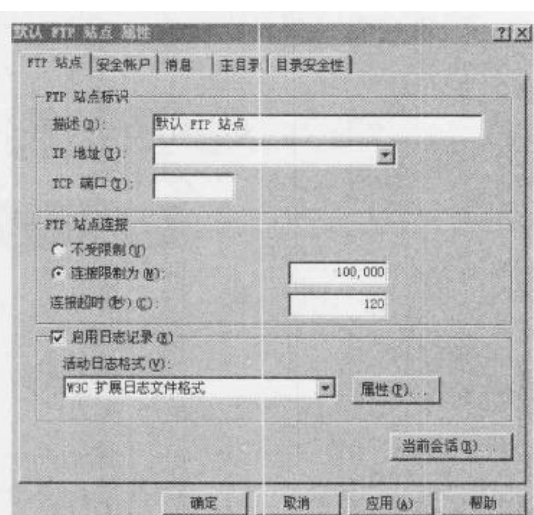 默认 FTP 站点 属性
FTP 站点 安全帐户 消息 主目录 目录安全性
FTP 站点标识
描述(D): 默认 FTP 站点
IP 地址(I):
TCP 端口(T):
FTP 站点连接
不受限制(U)
连接限制为(M): 100,000
连接超时(秒)(C): 120
启用日志记录(E)
活动日志格式(V):
W3C 扩展日志文件格式 属性(P)...
当前会话(R)...
确定 取消 应用(A) 帮助